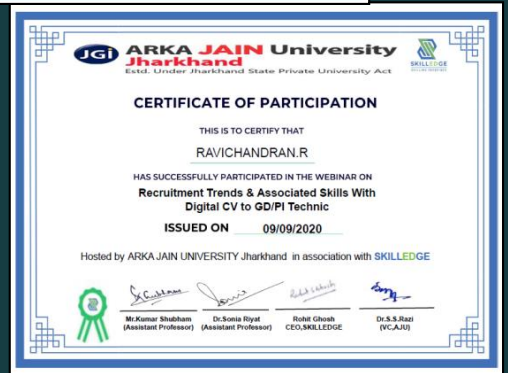 JGi ARKA JAIN University
Jharkhand
Estd. Under Jharkhand State Private University Act
SKILLEDGE
CERTIFICATE OF PARTICIPATION
THIS IS TO CERTIFY THAT
RAVICHANDRAN.R
HAS SUCCESSFULLY PARTICIPATED IN THE WEBINAR ON
Recruitment Trends & Associated Skills With
Digital CV to GD/PI Technic
ISSUED ON 09/09/2020
Hosted by ARKA JAIN UNIVERSITY Jharkhand in association with SKILLEDGE
Mr.Kumar Shubham Dr.Sonia Riyat Rohit Ghosh Dr.S.S.Razi
(Assistant Professor) (Assistant Professor) CEO,SKILLEDGE (VC,AJU)